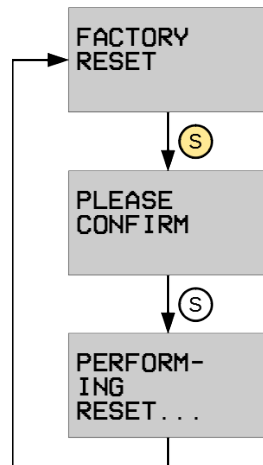 FACTORY
RESET
S
PLEASE
CONFIRM
S
PERFORM-
ING
RESET...